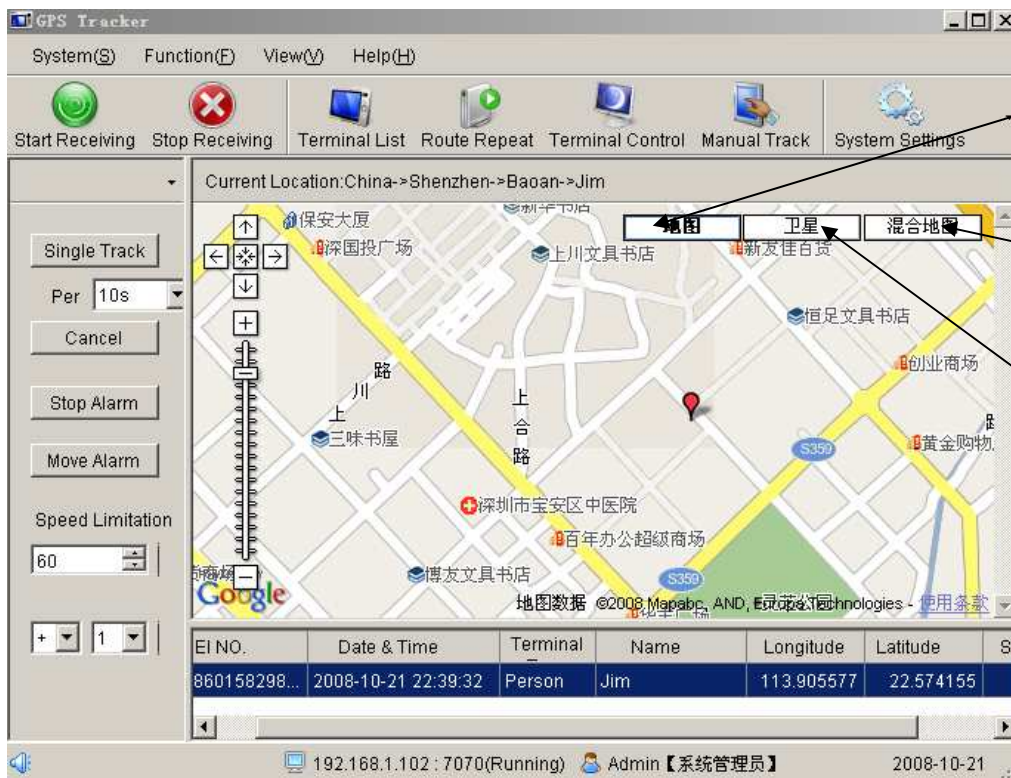 GPS Tracker
System(S) Function(F) View(V) Help(H)
Start Receiving Stop Receiving Terminal List Route Repeat Terminal Control Manual Track System Settings
Current Location:China->Shenzhen->Baoan->Jim
Single Track
Per 10s
Cancel
Stop Alarm
Move Alarm
Speed Limitation
60
+ 1
新华书店
保安大厦
地图 卫星 混合地图
深国投广场
上川文具书店
新友佳百货
恒足文具书店
创业商场
上川路
上合路
三味书屋
S359
黄金购物
深圳市宝安区中医院
百年办公超级商场
博友文具书店
S359
Google
地图数据 ©2008 Mapabc, AND, Europa Technologies - 使用条款
EI NO. Date & Time Terminal Name Longitude Latitude S
860158298... 2008-10-21 22:39:32 Person Jim 113.905577 22.574155
192.168.1.102 : 7070(Running) Admin【系统管理员】 2008-10-21